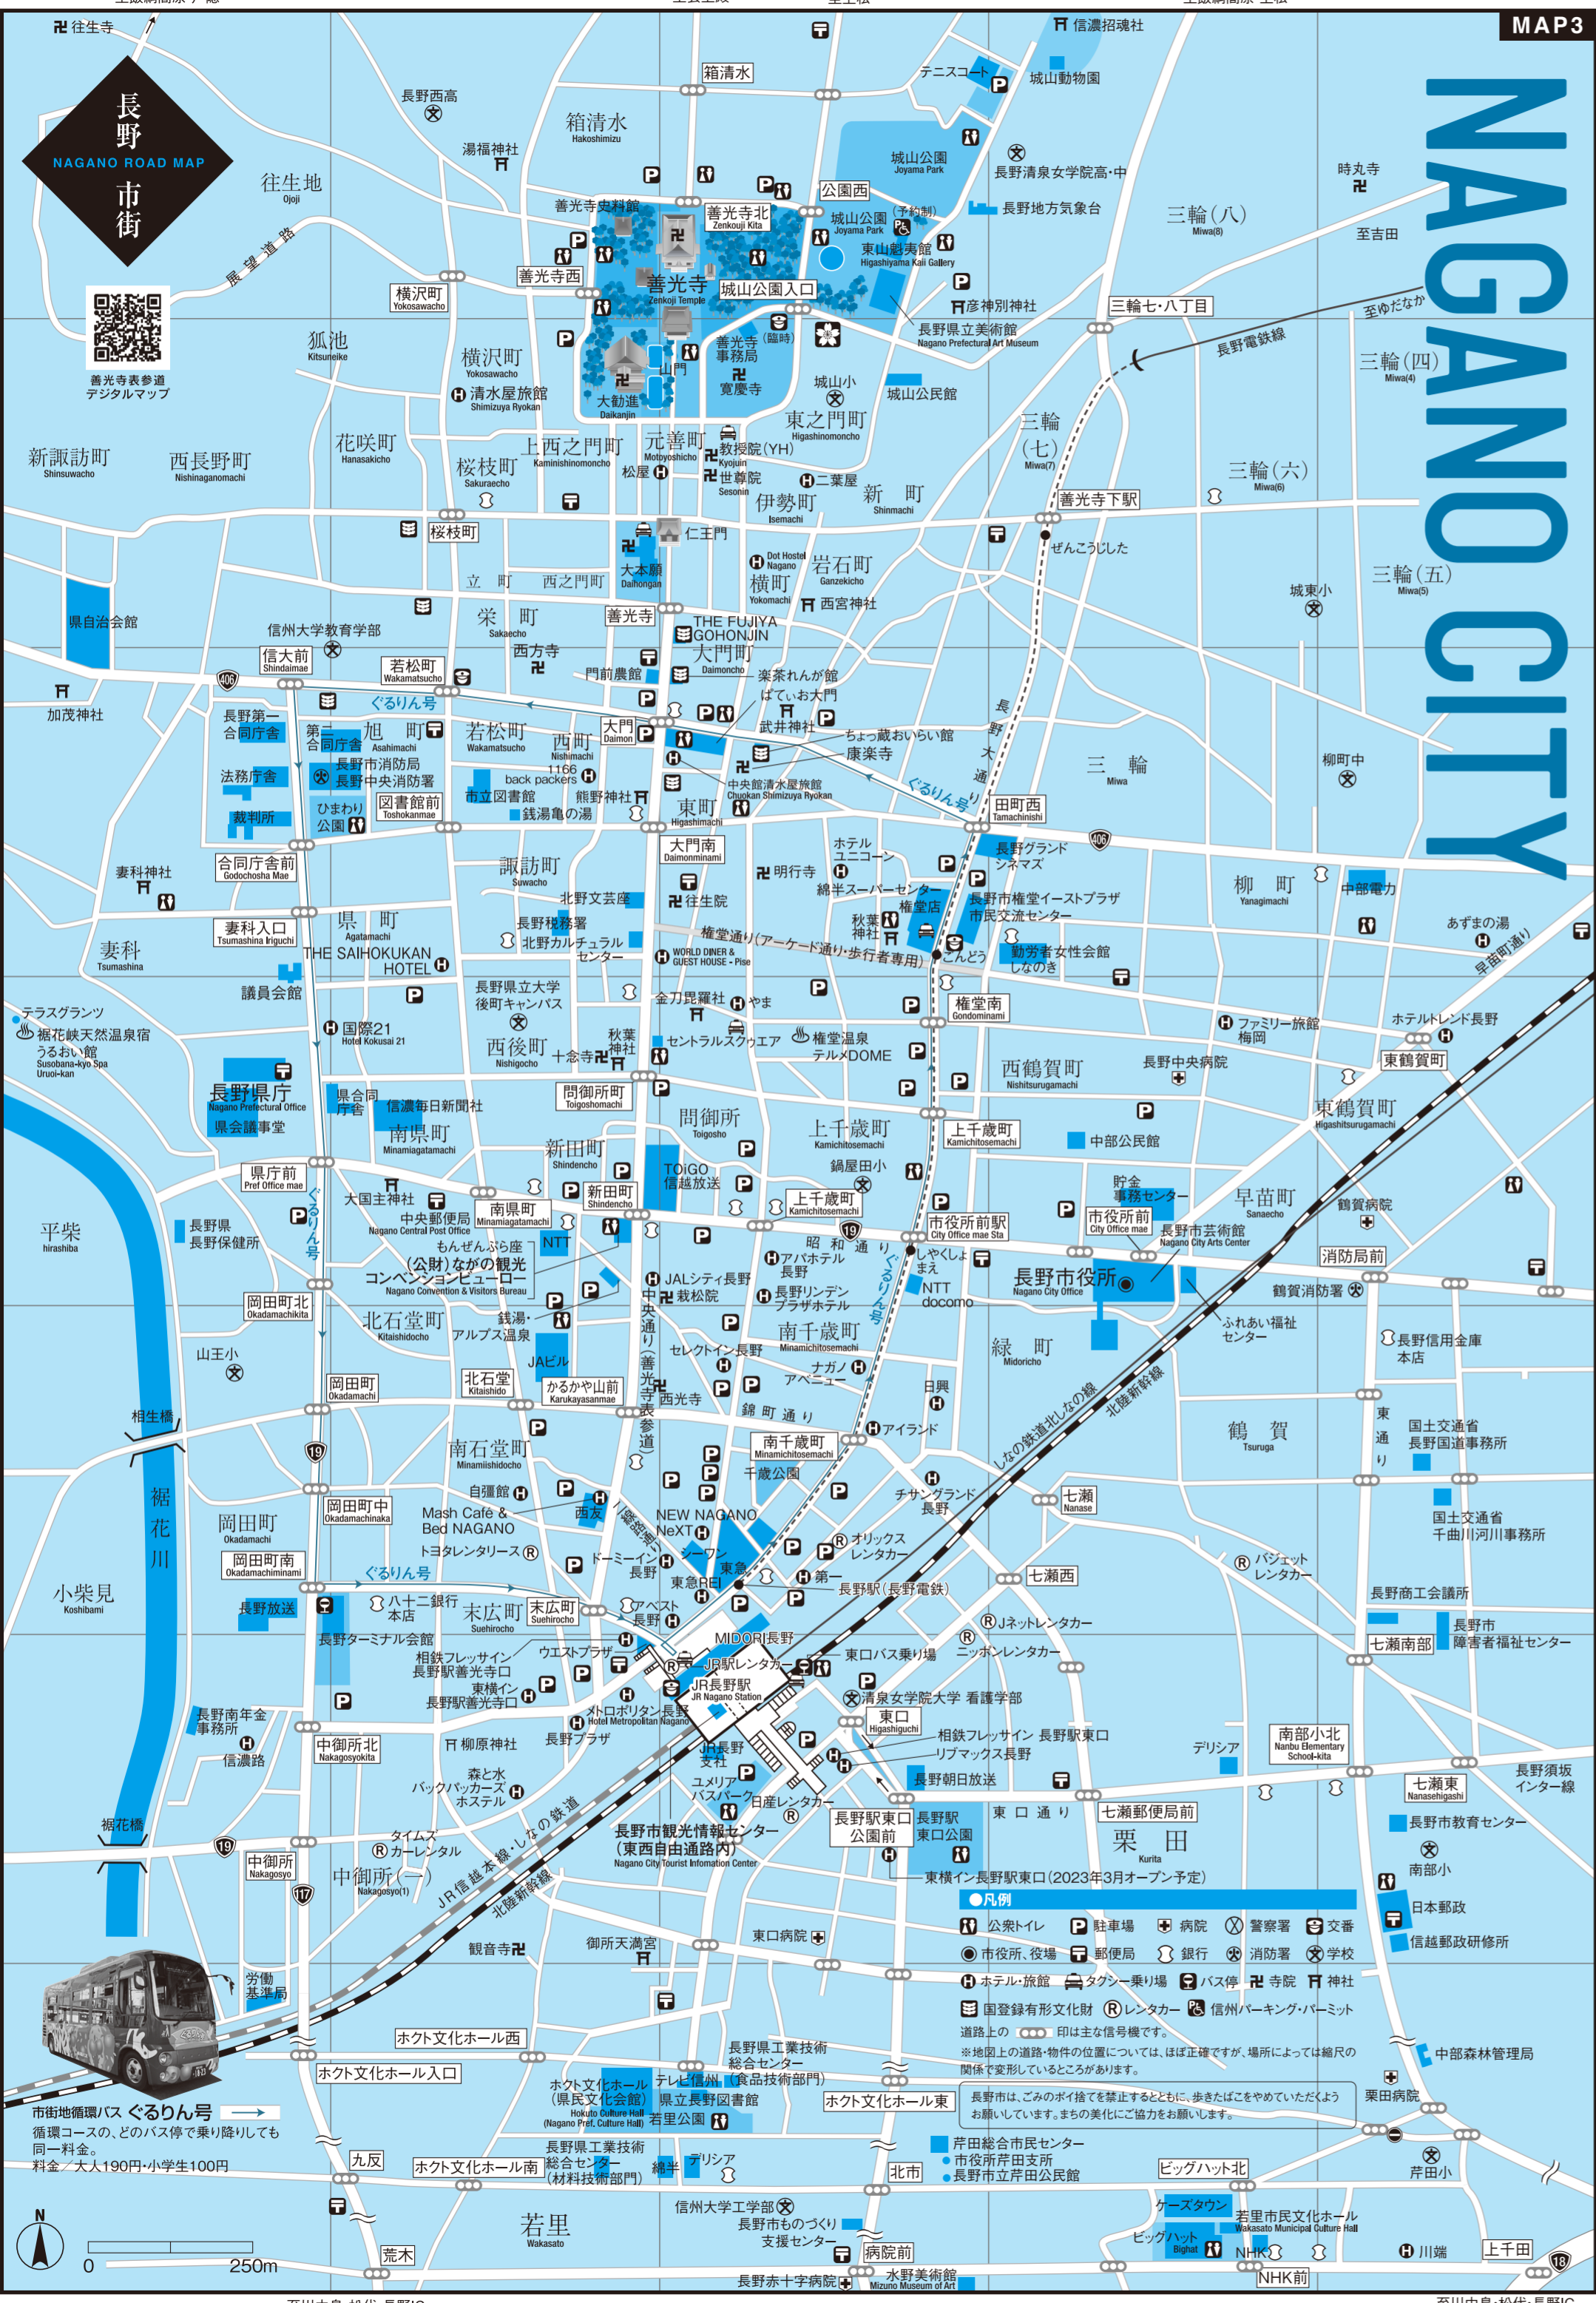 MAP3
NAGANO CITY
長野
NAGANO ROAD MAP
市街
善光寺表参道
デジタルマップ
往生寺
長野西高
湯福神社
箱清水
箱清水
Hakoshimizu
テニスコート
信濃招魂社
城山動物園
城山公園
Joyama Park
長野清泉女学院高・中
時丸寺
往生地
Ojoji
展望道路
善光寺史料館
善光寺北
Zenkouji Kita
公園西
城山公園
Joyama Park
(予約制)
長野地方気象台
三輪(八)
Miwa(8)
至吉田
東山魁夷館
Higashiyama Kaii Gallery
善光寺西
善光寺
Zenkoji Temple
城山公園入口
横沢町
Yokosawacho
彦神別神社
三輪七・八丁目
至ゆだなか
長野電鉄線
狐池
Kitsuneike
横沢町
Yokosawacho
清水屋旅館
Shimizuya Ryokan
善光寺
事務局
(臨時)
長野県立美術館
Nagano Prefectural Art Museum
三輪(四)
Miwa(4)
山門
寛慶寺
城山小
城山公民館
大勧進
Daikanjin
東之門町
Higashinomoncho
新諏訪町
Shinsuwacho
西長野町
Nishinaganomachi
花咲町
Hanasakicho
上西之門町
Kaminishinomoncho
元善町
Motoyoshicho
教授院(YH)
Kyojuin
三輪
(七)
Miwa(7)
桜枝町
Sakuraecho
松屋
世尊院
Sesonin
二葉屋
三輪(六)
Miwa(6)
伊勢町
Isemachi
新町
Shinmachi
善光寺下駅
桜枝町
仁王門
ぜんこうじした
大本願
Daihongan
Dot Hostel
Nagano
岩石町
Ganzekicho
立町
西之門町
横町
Yokomachi
西宮神社
城東小
三輪(五)
Miwa(5)
県自治会館
栄町
Sakaecho
善光寺
THE FUJIYA
GOHONJIN
信州大学教育学部
信大前
Shindaimae
若松町
Wakamatsucho
西方寺
大門町
Daimoncho
門前農館
楽茶れんが館
ぱてぃお大門
406
加茂神社
ぐるりん号
武井神社
長野大通り
長野第一
合同庁舎
第二
合同庁舎
旭町
Asahimachi
若松町
Wakamatsucho
西町
Nishimachi
大門
Daimon
ちょっ蔵おいらい館
康楽寺
三輪
Miwa
柳町中
法務庁舎
長野市消防局
長野中央消防署
1166
back packers
中央館清水屋旅館
Chuokan Shimizuya Ryokan
ぐるりん号
裁判所
ひまわり
公園
図書館前
Toshokanmae
市立図書館
熊野神社
銭湯亀の湯
東町
Higashimachi
田町西
Tamachinishi
406
合同庁舎前
Godochosha Mae
大門南
Daimonminami
ホテル
ユニコーン
長野グランド
シネマズ
妻科神社
諏訪町
Suwacho
明行寺
綿半スーパーセンター
権堂店
長野市権堂イーストプラザ
市民交流センター
柳町
Yanagimachi
中部電力
妻科入口
Tsumashina Iriguchi
県町
Agatamachi
北野文芸座
往生院
秋葉
神社
あずまの湯
長野税務署
北野カルチュラル
センター
権堂通り(アーケード通り・歩行者専用)
ごんどう
勤労者女性会館
しなのき
早苗町通り
妻科
Tsumashina
THE SAIHOKUKAN
HOTEL
WORLD DINER &
GUEST HOUSE - Pise
議員会館
長野県立大学
後町キャンパス
金刀毘羅社
やま
権堂南
Gondominami
テラスグランツ
裾花峡天然温泉宿
うるおい館
Susobana-kyo Spa
Uruoi-kan
国際21
Hotel Kokusai 21
西後町
Nishigocho
十念寺
秋葉
神社
セントラルスクゥエア
権堂温泉
テルメDOME
ファミリー旅館
梅岡
ホテルトレンド長野
東鶴賀町
西鶴賀町
Nishitsurugamachi
長野中央病院
長野県庁
Nagano Prefectural Office
県会議事堂
県合同
庁舎
信濃毎日新聞社
問御所町
Toigoshomachi
南県町
Minamiagatamachi
問御所
Toigosho
上千歳町
Kamichitosemachi
上千歳町
Kamichitosemachi
東鶴賀町
Higashitsurugamachi
中部公民館
県庁前
Pref Office mae
新田町
Shindencho
鍋屋田小
大国主神社
TOiGO
信越放送
貯金
事務センター
早苗町
Sanaecho
鶴賀病院
南県町
Minamiagatamachi
新田町
Shindencho
上千歳町
Kamichitosemachi
市役所前駅
City Office mae Sta
市役所前
City Office mae
平柴
hirashiba
長野県
長野保健所
ぐるりん号
中央郵便局
Nagano Central Post Office
19
長野市芸術館
Nagano City Arts Center
消防局前
もんぜんぷら座
NTT
昭和通り
アパホテル
長野
しやくしょ
まえ
(公財)ながの観光
コンベンションビューロー
Nagano Convention & Visitors Bureau
JALシティ長野
栽松院
長野リンデン
プラザホテル
ぐるりん号
NTT
docomo
長野市役所
Nagano City Office
鶴賀消防署
ふれあい福祉
センター
岡田町北
Okadamachikita
北石堂町
Kitaishidocho
銭湯・
アルプス温泉
中央通り(善光寺表参道)
南千歳町
Minamichitosemachi
緑町
Midoricho
長野信用金庫
本店
山王小
JAビル
セレクトイン長野
ナガノ
アベニュー
岡田町
Okadamachi
北石堂
Kitaishido
かるかや山前
Karukayasanmae
西光寺
日興
しなの鉄道北しなの線
北陸新幹線
相生橋
錦町通り
アイランド
鶴賀
Tsuruga
東通り
国土交通省
長野国道事務所
19
南石堂町
Minamiishidocho
南千歳町
Minamichitosemachi
千歳公園
裾花川
自彊館
チサングランド
長野
七瀬
Nanase
岡田町中
Okadamachinaka
Mash Café &
Bed NAGANO
西友
二線路通り
NEW NAGANO
NeXT
国土交通省
千曲川河川事務所
岡田町
Okadamachi
トヨタレンタリース
オリックス
レンタカー
岡田町南
Okadamachiminami
ドーミーイン
長野
シーワン
東急
東急REI
第一
七瀬西
バジェット
レンタカー
ぐるりん号
長野駅(長野電鉄)
小柴見
Koshibami
長野放送
八十二銀行
本店
末広町
Suehirocho
末広町
Suehirocho
アベスト
長野
長野商工会議所
長野ターミナル会館
ウエストプラザ
MIDORI長野
Jネットレンタカー
ニッポンレンタカー
七瀬南部
長野市
障害者福祉センター
相鉄フレッサイン
長野駅善光寺口
JR駅レンタカー
東口バス乗り場
東横イン
長野駅善光寺口
JR長野駅
JR Nagano Station
清泉女学院大学 看護学部
長野南年金
事務所
信濃路
メトロポリタン長野
Hotel Metropolitan Nagano
長野プラザ
東口
Higashiguchi
相鉄フレッサイン 長野駅東口
リブマックス長野
中御所北
Nakagosyokita
柳原神社
JR長野
支社
デリシア
南部小北
Nanbu Elementary
School-kita
森と水
バックパッカーズ
ホステル
ユメリア
バスパーク
日産レンタカー
長野朝日放送
七瀬東
Nanasehigashi
長野須坂
インター線
裾花橋
長野市観光情報センター
(東西自由通路内)
Nagano City Tourist Infomation Center
長野駅東口
公園前
長野駅
東口公園
東口通り
七瀬郵便局前
長野市教育センター
19
タイムズ
カーレンタル
栗田
Kurita
南部小
中御所
Nakagosyo
中御所(一)
Nakagosyo(1)
JR信越本線・しなの鉄道
北陸新幹線
東横イン長野駅東口(2023年3月オープン予定)
117
●凡例
公衆トイレ 駐車場 病院 警察署 交番
市役所、役場 郵便局 銀行 消防署 学校
ホテル・旅館 タクシー乗り場 バス停 寺院 神社
国登録有形文化財 レンタカー 信州パーキング・パーミット
道路上の 印は主な信号機です。
※地図上の道路・物件の位置については、ほぼ正確ですが、場所によっては縮尺の
関係で変形しているところがあります。
長野市は、ごみのポイ捨てを禁止するとともに、歩きたばこをやめていただくよう
お願いしています。まちの美化にご協力をお願いします。
日本郵政
信越郵政研修所
観音寺
御所天満宮
東口病院
労働
基準局
ホクト文化ホール西
ホクト文化ホール入口
長野県工業技術
総合センター
(食品技術部門)
中部森林管理局
栗田病院
ホクト文化ホール
(県民文化会館)
Hokuto Culture Hall
(Nagano Pref. Culture Hall)
テレビ信州
県立長野図書館
若里公園
ホクト文化ホール東
市街地循環バス ぐるりん号
循環コースの、どのバス停で乗り降りしても
同一料金。
料金/大人190円・小学生100円
九反
ホクト文化ホール南
長野県工業技術
総合センター
(材料技術部門)
綿半
デリシア
北市
芹田総合市民センター
市役所芹田支所
長野市立芹田公民館
ビッグハット北
芹田小
信州大学工学部
長野市ものづくり
支援センター
ケーズタウン
若里市民文化ホール
Wakasato Municipal Culture Hall
若里
Wakasato
ビッグハット
Bighat
NHK
川端
上千田
18
N
0 250m
荒木
病院前
長野赤十字病院
水野美術館
Mizuno Museum of Art
NHK前
至川中島・松代・長野IC